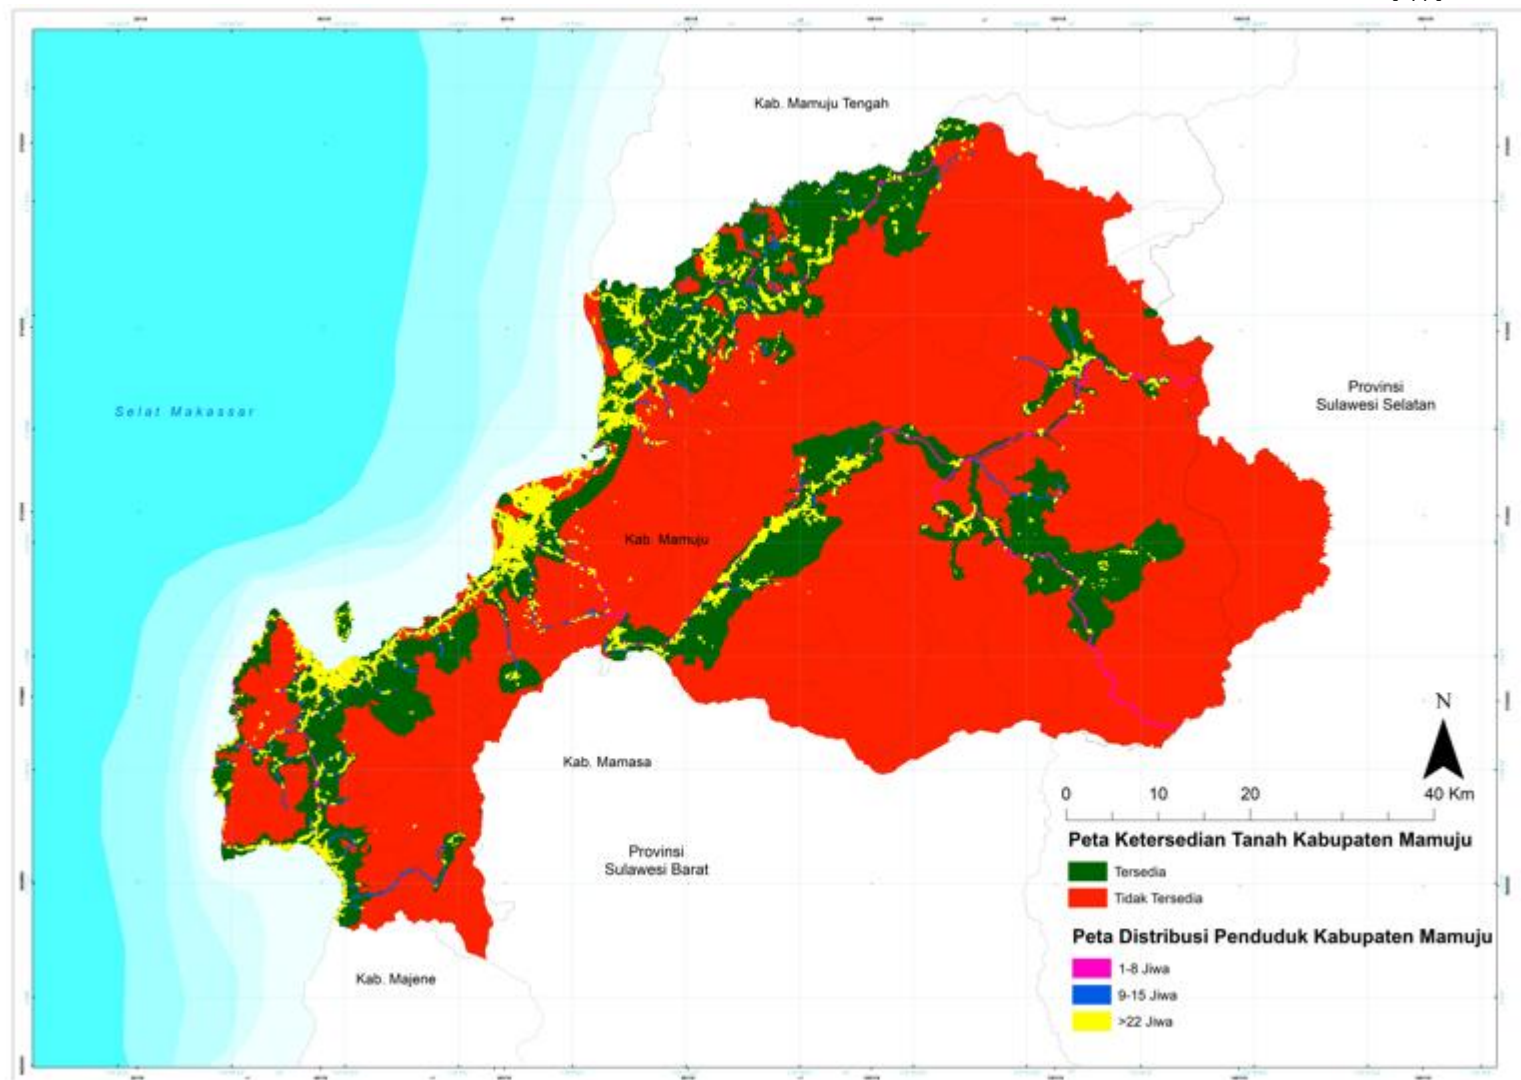 Kab. Mamuju Tengah
Selat Makassar
Provinsi
Sulawesi Selatan
Kab. Mamuju
N
Kab. Mamasa
0 10 20 40 Km
Provinsi
Sulawesi Barat
Peta Ketersedian Tanah Kabupaten Mamuju
Tersedia
Tidak Tersedia
Peta Distribusi Penduduk Kabupaten Mamuju
1-8 Jiwa
9-15 Jiwa
>22 Jiwa
Kab. Majene